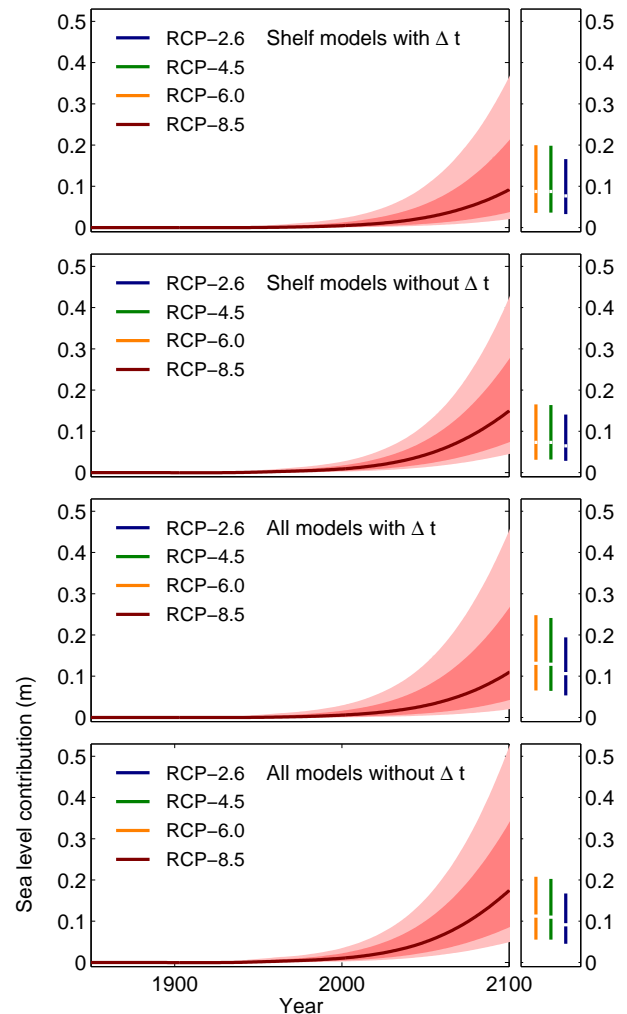 0.5 RCP−2.6 Shelf models with Δ t 0.5
0.4 RCP−4.5 0.4
0.3 RCP−6.0 0.3
RCP−8.5
0.2 0.2
0.1 0.1
0 0
0.5 RCP−2.6 Shelf models without Δ t 0.5
0.4 RCP−4.5 0.4
0.3 RCP−6.0 0.3
RCP−8.5
0.2 0.2
0.1 0.1
0 0
0.5 RCP−2.6 All models with Δ t 0.5
0.4 RCP−4.5 0.4
0.3 RCP−6.0 0.3
RCP−8.5
0.2 0.2
0.1 0.1
0 0
0.5 RCP−2.6 All models without Δ t 0.5
0.4 RCP−4.5 0.4
0.3 RCP−6.0 0.3
RCP−8.5
0.2 0.2
0.1 0.1
0 0
1900 2000 2100
Year
Sea level contribution (m)